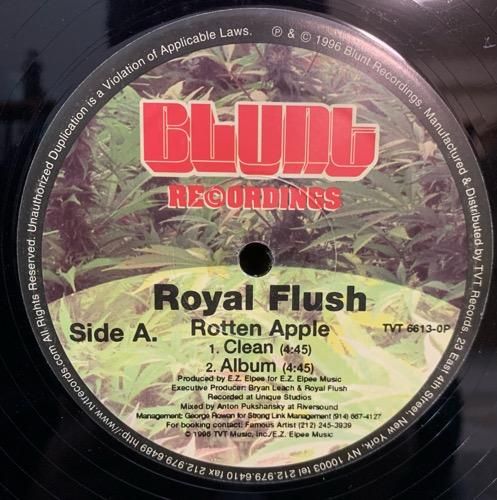 BLUNT
RECORDINGS
Royal Flush
Side A.
Rotten Apple
TVT 6613-0P
1. Clean (4:45)
2. Album (4:45)
Produced by E.Z. Elpee for E.Z. Elpee Music
Executive Producer: Bryan Leach & Royal Flush
Recorded at Unique Studios
Mixed by Anton Pukshansky at Riversound
Management: George Rowan for Strong Link Management (914) 667-4127
For booking contact: Famous Artist (212) 245-3939
© 1996 TVT Music, Inc./E.Z. Elpee Music
℗ & © 1996 Blunt Recordings. Manufactured & Distributed by TVT Records 23 East 4th Street, New York, NY 10003 tel 212.979.6410 fax 212.979.6489 http://www.tvtrecords.com All Rights Reserved. Unauthorized Duplication is a Violation of Applicable Laws.